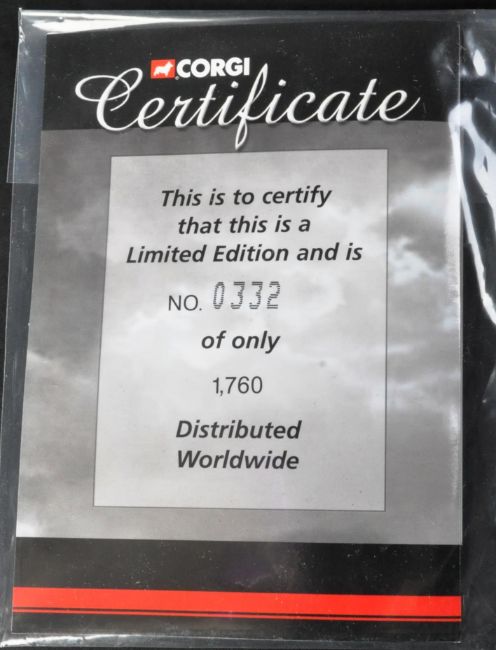 CORGI
Certificate
This is to certify
that this is a
Limited Edition and is
NO. 0332
of only
1,760
Distributed
Worldwide